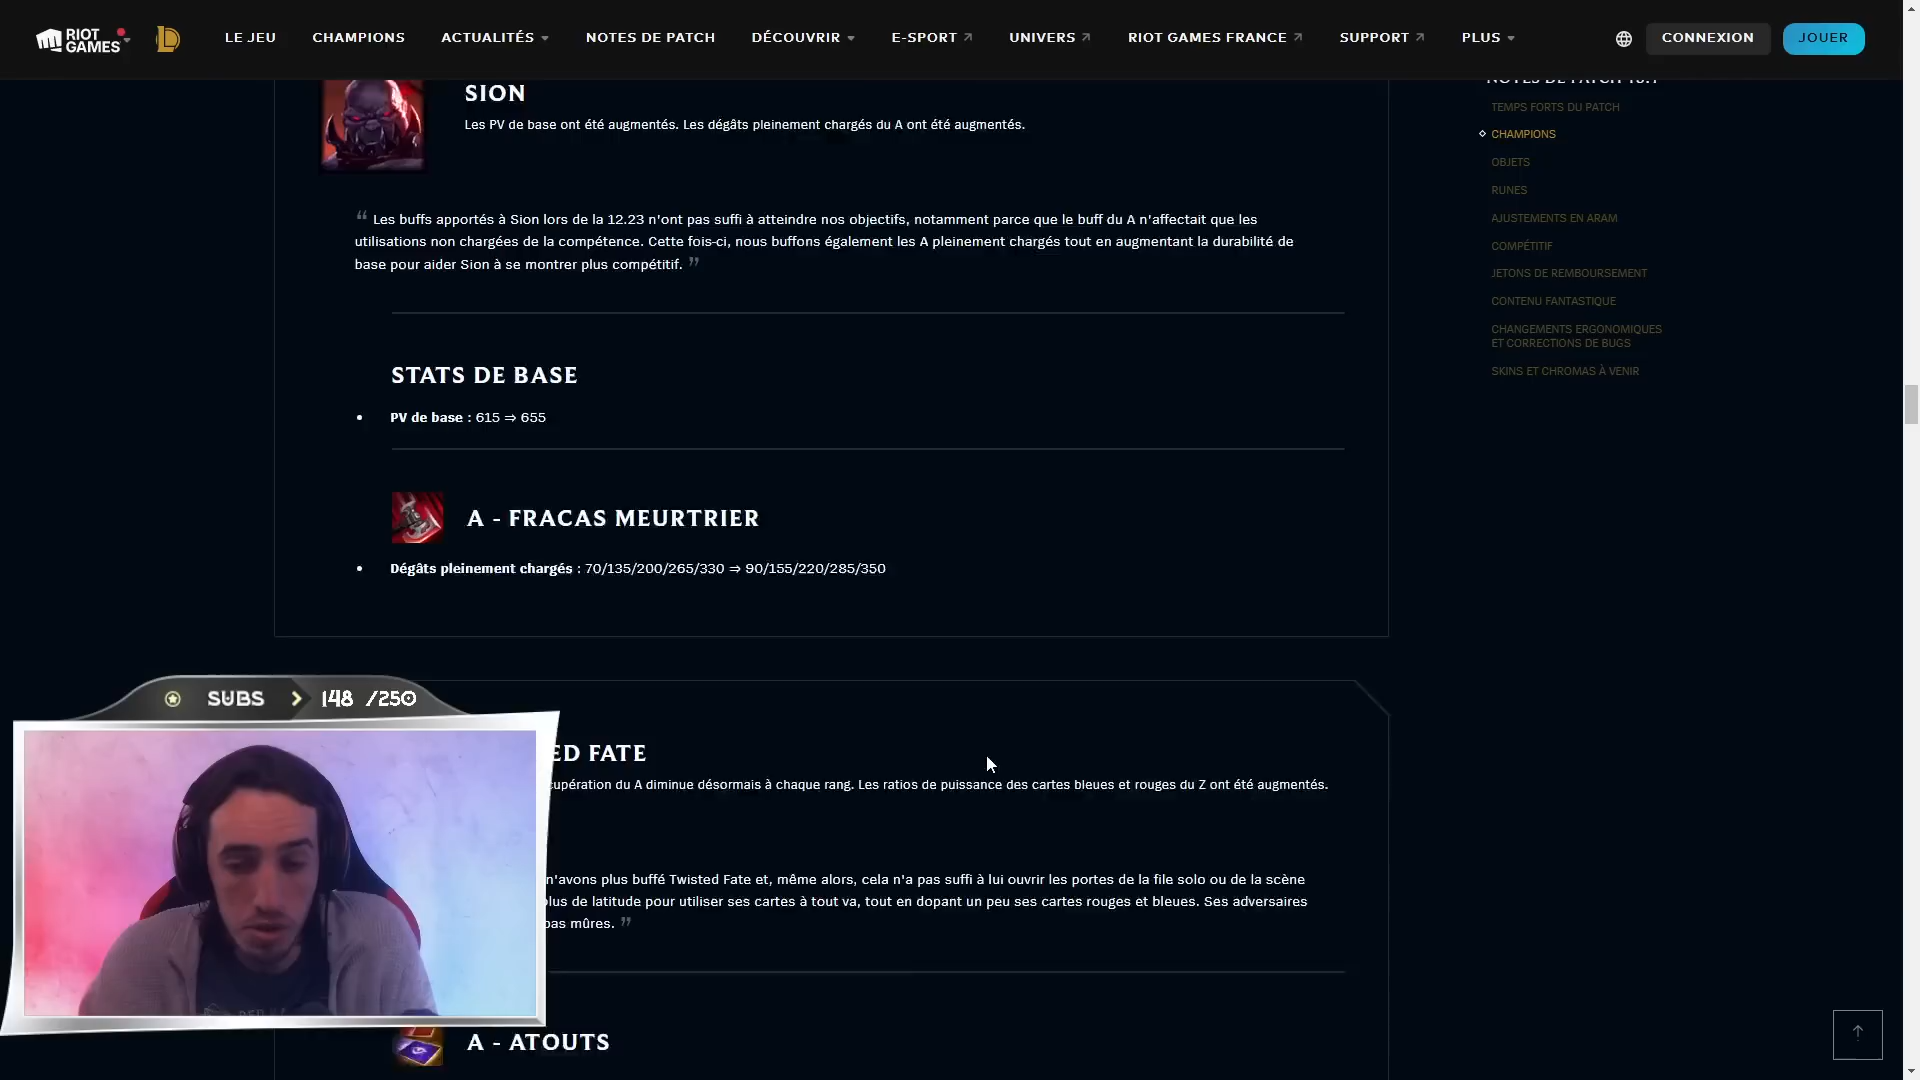 RIOT GAMES
LE JEU
CHAMPIONS
ACTUALITÉS
NOTES DE PATCH
DÉCOUVRIR
E-SPORT
UNIVERS
RIOT GAMES FRANCE
SUPPORT
PLUS
CONNEXION
JOUER
SION
Les PV de base ont été augmentés. Les dégâts pleinement chargés du A ont été augmentés.
“ Les buffs apportés à Sion lors de la 12.23 n'ont pas suffi à atteindre nos objectifs, notamment parce que le buff du A n'affectait que les
utilisations non chargées de la compétence. Cette fois-ci, nous buffons également les A pleinement chargés tout en augmentant la durabilité de
base pour aider Sion à se montrer plus compétitif. ”
STATS DE BASE
• PV de base : 615 ⇒ 655
A - FRACAS MEURTRIER
• Dégâts pleinement chargés : 70/135/200/265/330 ⇒ 90/155/220/285/350
NOTES DE PATCH 13.1
TEMPS FORTS DU PATCH
CHAMPIONS
OBJETS
RUNES
AJUSTEMENTS EN ARAM
COMPÉTITIF
JETONS DE REMBOURSEMENT
CONTENU FANTASTIQUE
CHANGEMENTS ERGONOMIQUES
ET CORRECTIONS DE BUGS
SKINS ET CHROMAS À VENIR
SUBS > 148 /250
ED FATE
cupération du A diminue désormais à chaque rang. Les ratios de puissance des cartes bleues et rouges du Z ont été augmentés.
n'avons plus buffé Twisted Fate et, même alors, cela n'a pas suffi à lui ouvrir les portes de la file solo ou de la scène
plus de latitude pour utiliser ses cartes à tout va, tout en dopant un peu ses cartes rouges et bleues. Ses adversaires
pas mûres. ”
A - ATOUTS